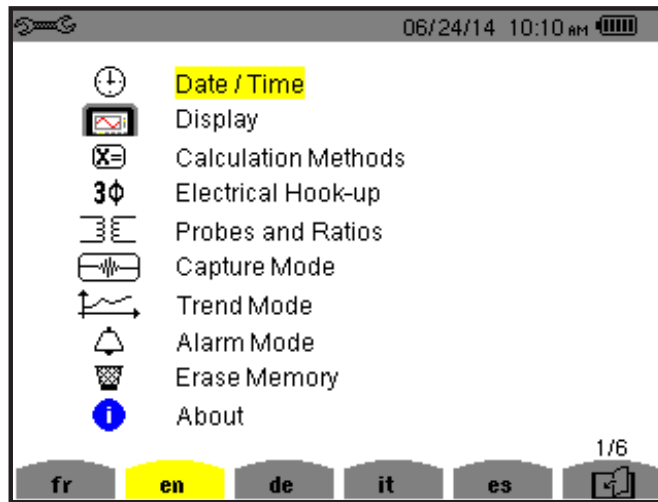 06/24/14 10:10 AM
Date / Time
Display
X= Calculation Methods
3Φ Electrical Hook-up
Probes and Ratios
Capture Mode
Trend Mode
Alarm Mode
Erase Memory
i About
1/6
fr en de it es